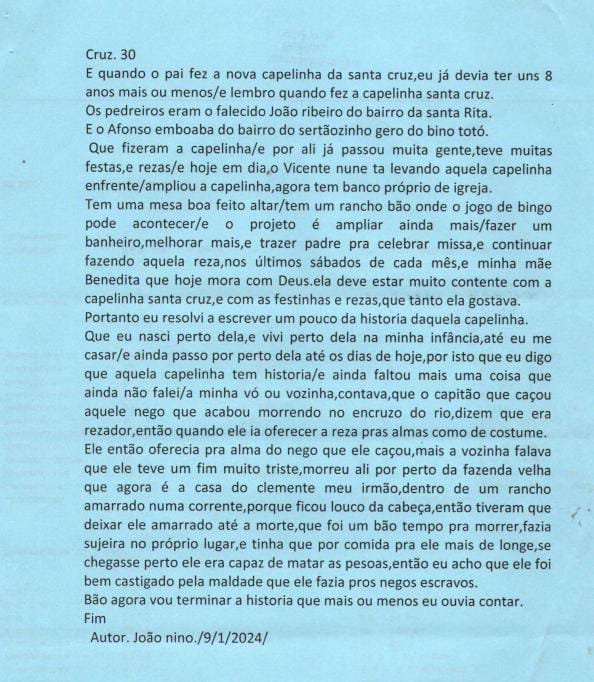 Cruz. 30
E quando o pai fez a nova capelinha da santa cruz,eu já devia ter uns 8
anos mais ou menos/e lembro quando fez a capelinha santa cruz.
Os pedreiros eram o falecido João ribeiro do bairro da santa Rita.
E o Afonso emboaba do bairro do sertãozinho gero do bino totó.
Que fizeram a capelinha/e por ali já passou muita gente,teve muitas
festas,e rezas/e hoje em dia,o Vicente nune ta levando aquela capelinha
enfrente/ampliou a capelinha,agora tem banco próprio de igreja.
Tem uma mesa boa feito altar/tem um rancho bão onde o jogo de bingo
pode acontecer/e o projeto é ampliar ainda mais/fazer um
banheiro,melhorar mais,e trazer padre pra celebrar missa,e continuar
fazendo aquela reza,nos últimos sábados de cada mês,e minha mãe
Benedita que hoje mora com Deus.ela deve estar muito contente com a
capelinha santa cruz,e com as festinhas e rezas,que tanto ela gostava.
Portanto eu resolvi a escrever um pouco da historia daquela capelinha.
Que eu nasci perto dela,e vivi perto dela na minha infância,até eu me
casar/e ainda passo por perto dela até os dias de hoje,por isto que eu digo
que aquela capelinha tem historia/e ainda faltou mais uma coisa que
ainda não falei/a minha vó ou vozinha,contava,que o capitão que caçou
aquele nego que acabou morrendo no encruzo do rio,dizem que era
rezador,então quando ele ia oferecer a reza pras almas como de costume.
Ele então oferecia pra alma do nego que ele caçou,mais a vozinha falava
que ele teve um fim muito triste,morreu ali por perto da fazenda velha
que agora é a casa do clemente meu irmão,dentro de um rancho
amarrado numa corrente,porque ficou louco da cabeça,então tiveram que
deixar ele amarrado até a morte,que foi um bão tempo pra morrer,fazia
sujeira no próprio lugar,e tinha que por comida pra ele mais de longe,se
chegasse perto ele era capaz de matar as pesoas,então eu acho que ele foi
bem castigado pela maldade que ele fazia pros negos escravos.
Bão agora vou terminar a historia que mais ou menos eu ouvia contar.
Fim
Autor. João nino./9/1/2024/